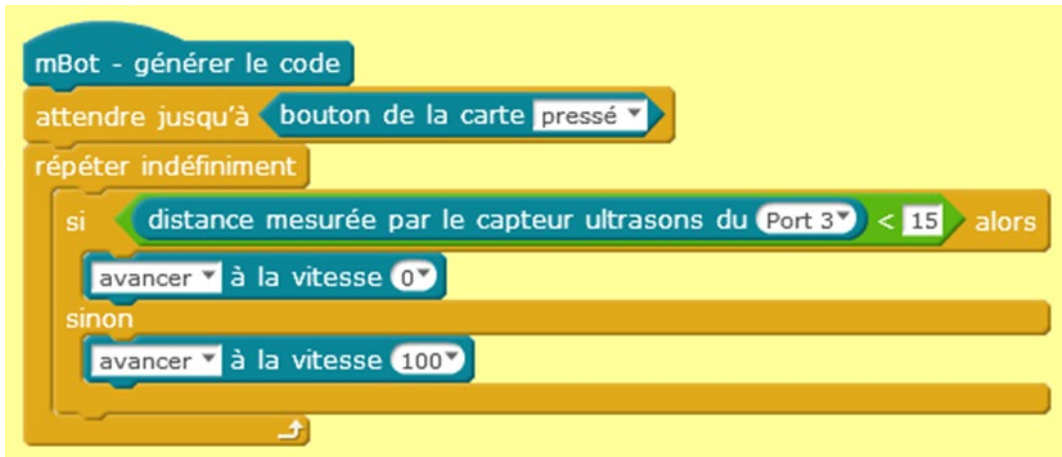 mBot - générer le code
attendre jusqu'à bouton de la carte pressé
répéter indéfiniment
si distance mesurée par le capteur ultrasons du Port 3 < 15 alors
avancer à la vitesse 0
sinon
avancer à la vitesse 100